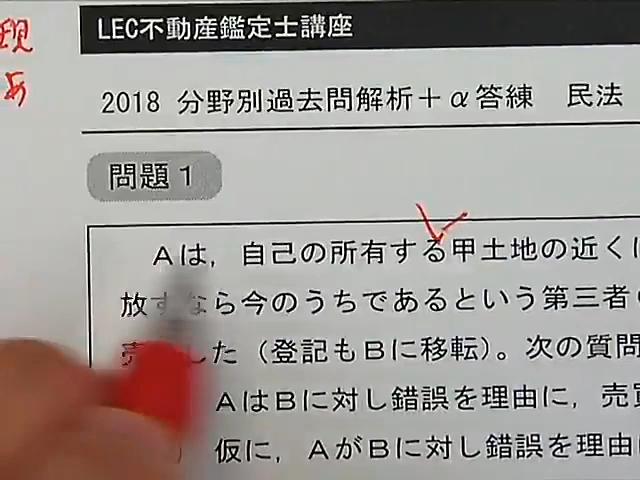 現
あ
LEC不動産鑑定士講座
2018 分野別過去問解析＋α答練 民法
問題1
Aは，自己の所有する甲土地の近くに
放すなら今のうちであるという第三者
した（登記もBに移転）。次の質問
AはBに対し錯誤を理由に，売買
仮に，AがBに対し錯誤を理由に